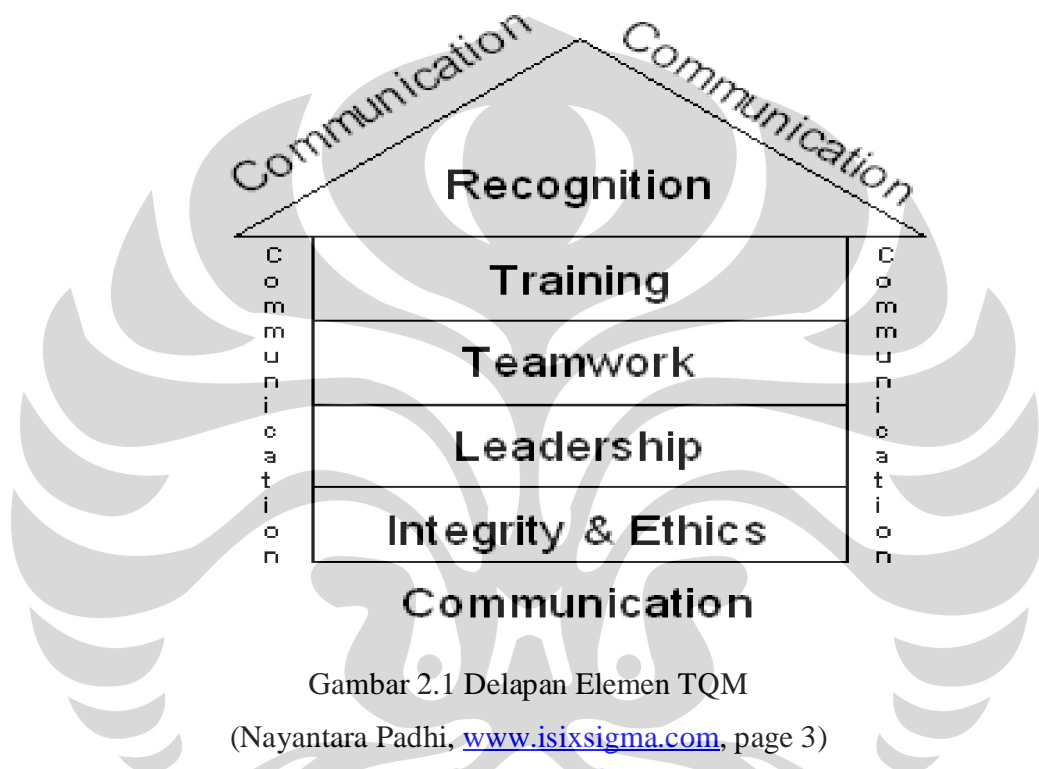 Communication
Communication
Recognition
Communication
Training
Teamwork
Leadership
Integrity & Ethics
Communication
Communication
Gambar 2.1 Delapan Elemen TQM
(Nayantara Padhi, www.isixsigma.com, page 3)